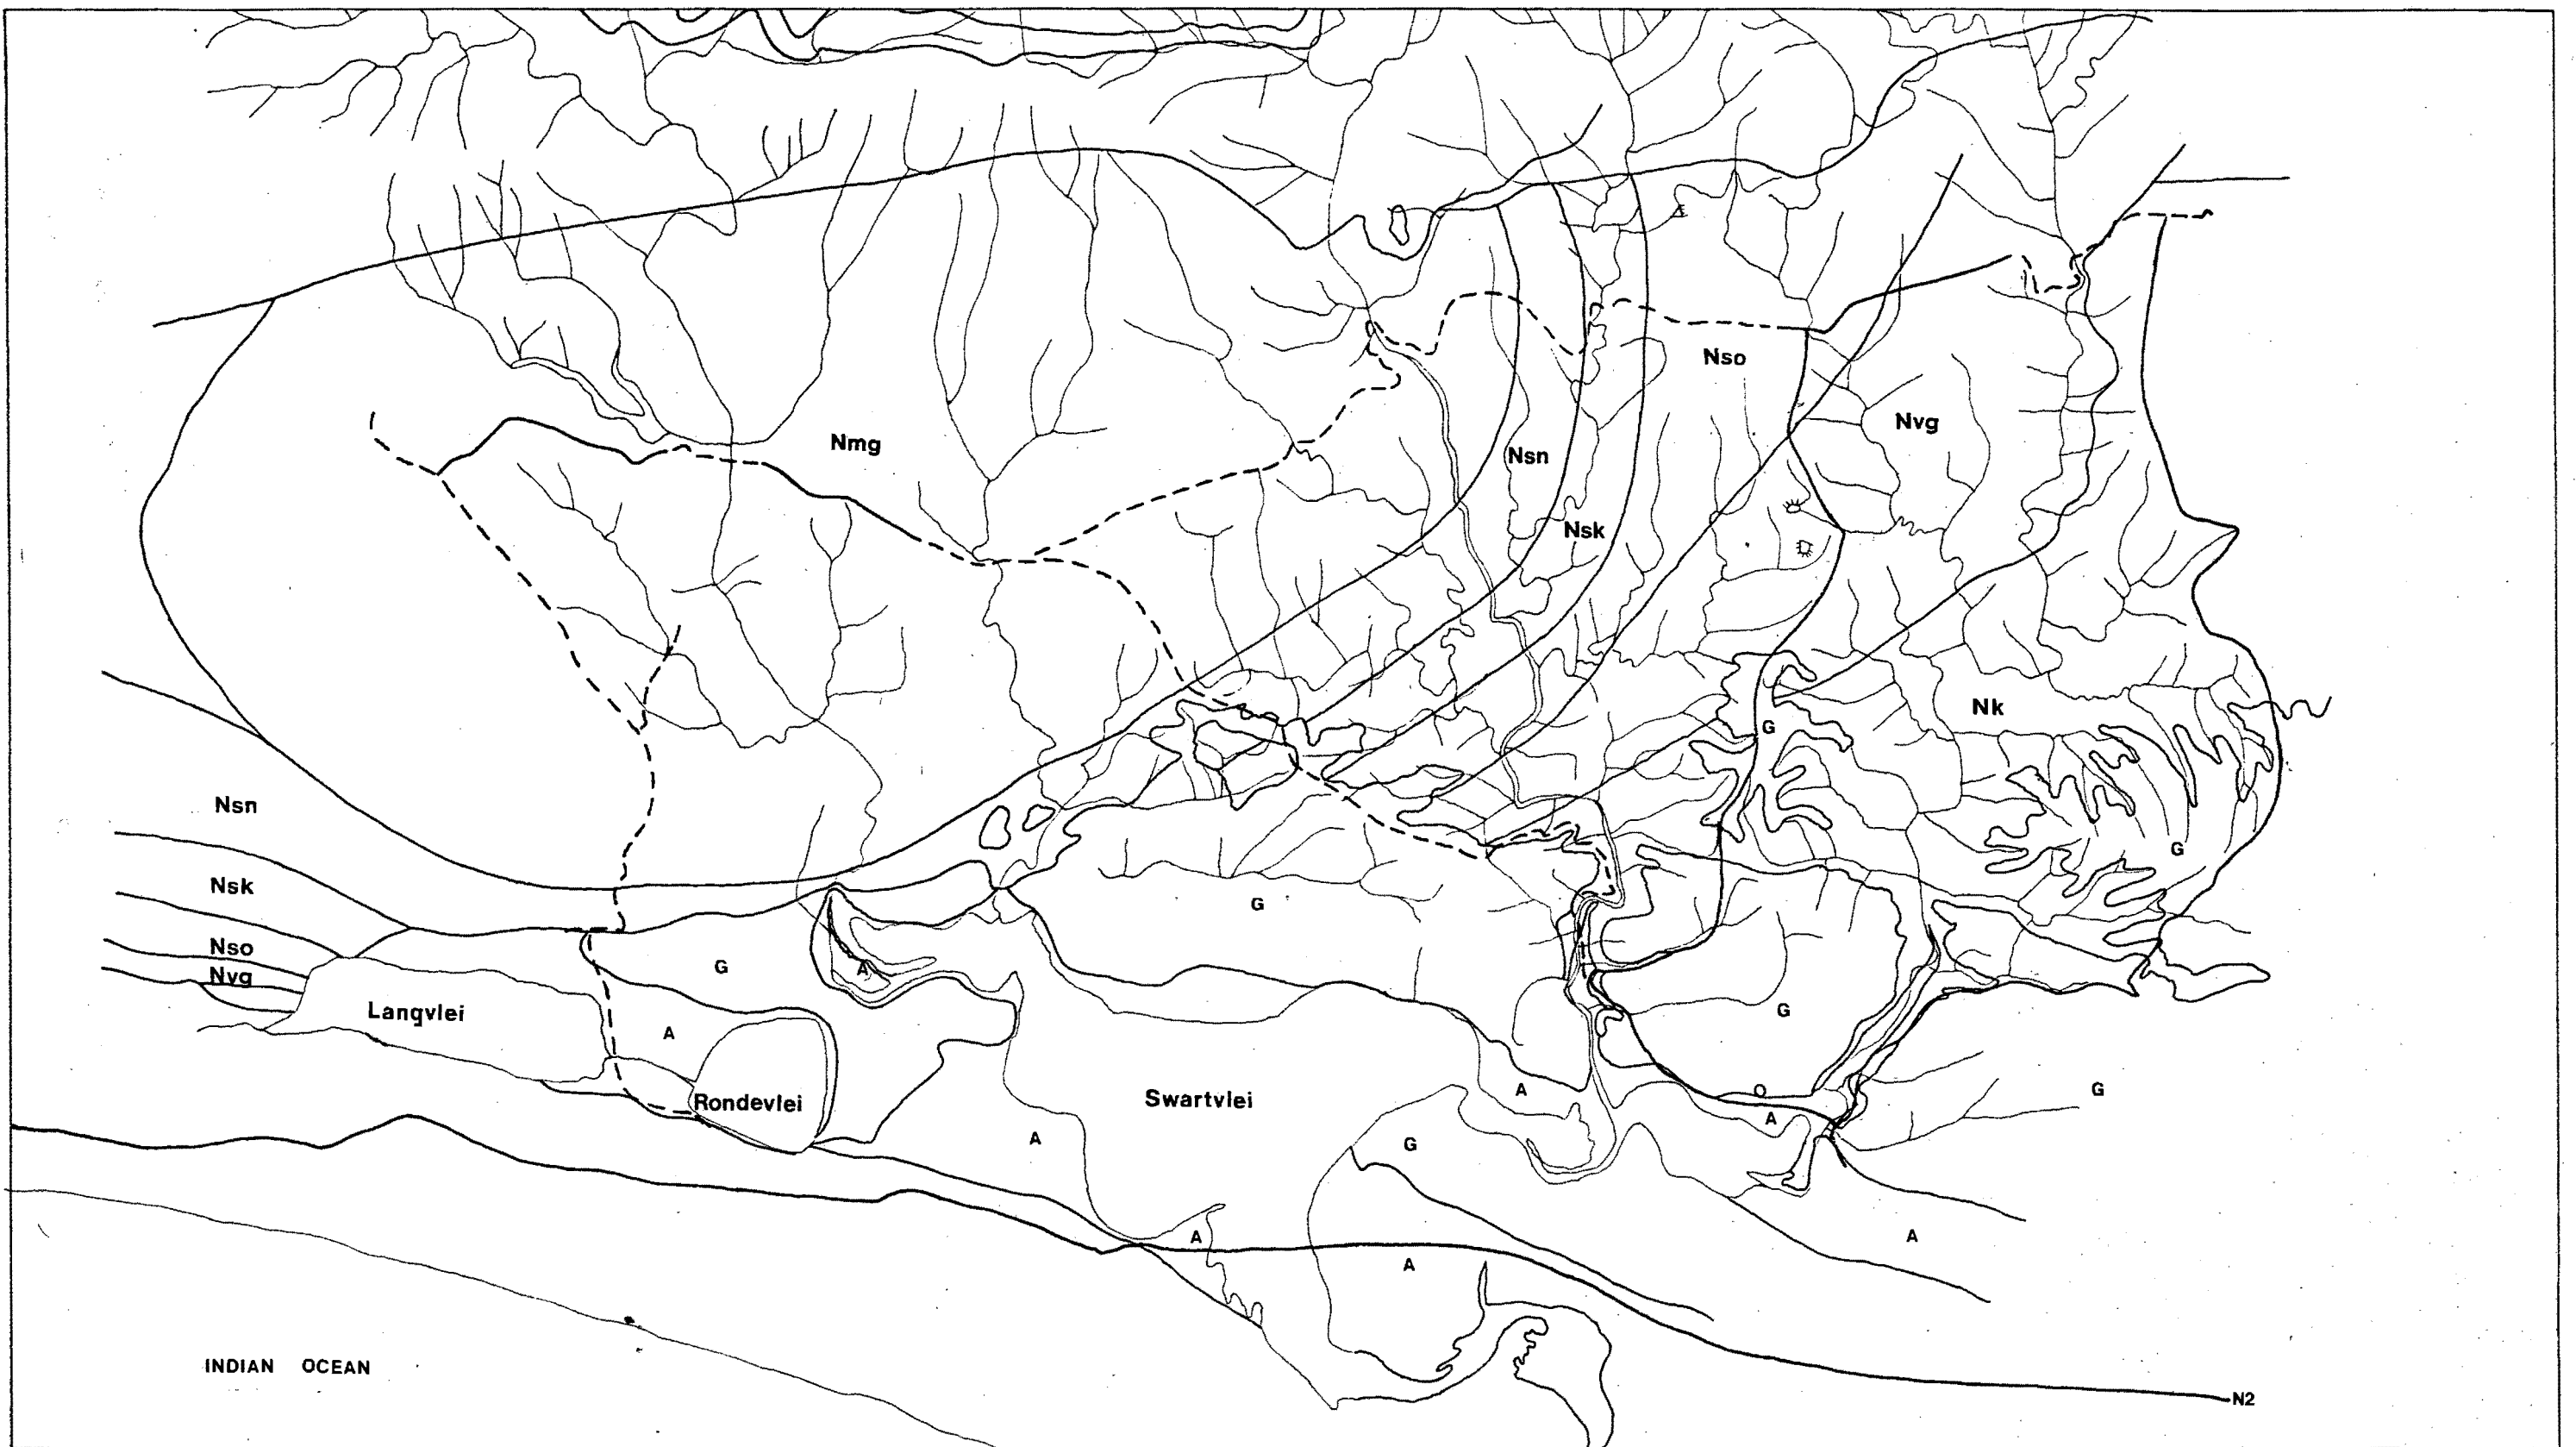 Nso
Nvg
Nmg
Nsn
Nsk
Nk
G
Nsn
G
Nsk
G
Nso
G
A
Nvg
Langvlei
G
A
Rondevlei
Swartvlei
A
O
G
A
A
G
A
A
A
INDIAN OCEAN
N2